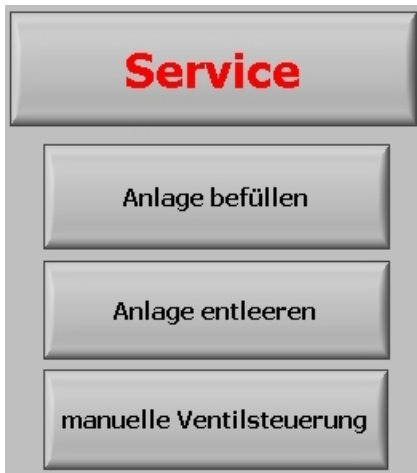 Service
Anlage befüllen
Anlage entleeren
manuelle Ventilsteuerung